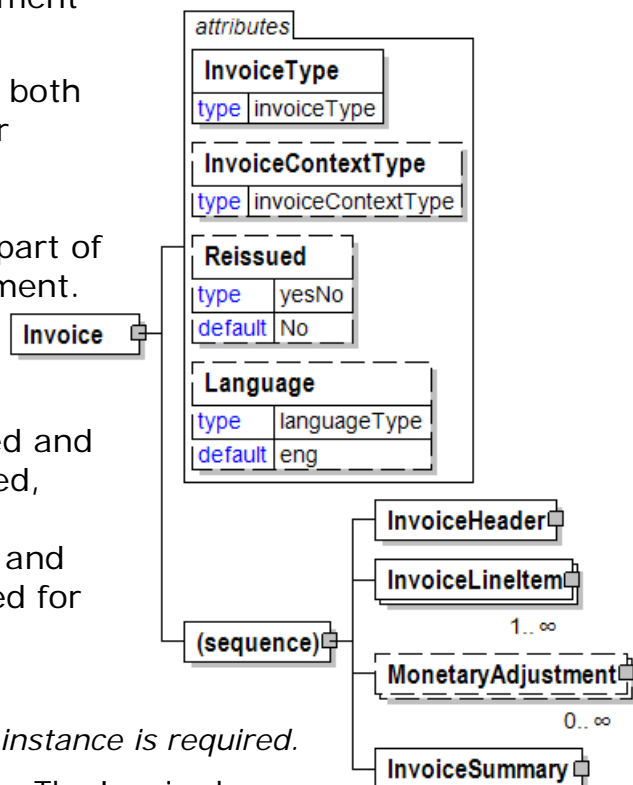 ment
both
r
part of
ment.
ed and
ed,
and
ed for
instance is required.
attributes
InvoiceType
type invoiceType
InvoiceContextType
type invoiceContextType
Reissued
type yesNo
default No
Language
type languageType
default eng
Invoice
(sequence)
InvoiceHeader
InvoiceLineItem
1.. ∞
MonetaryAdjustment
0.. ∞
InvoiceSummary